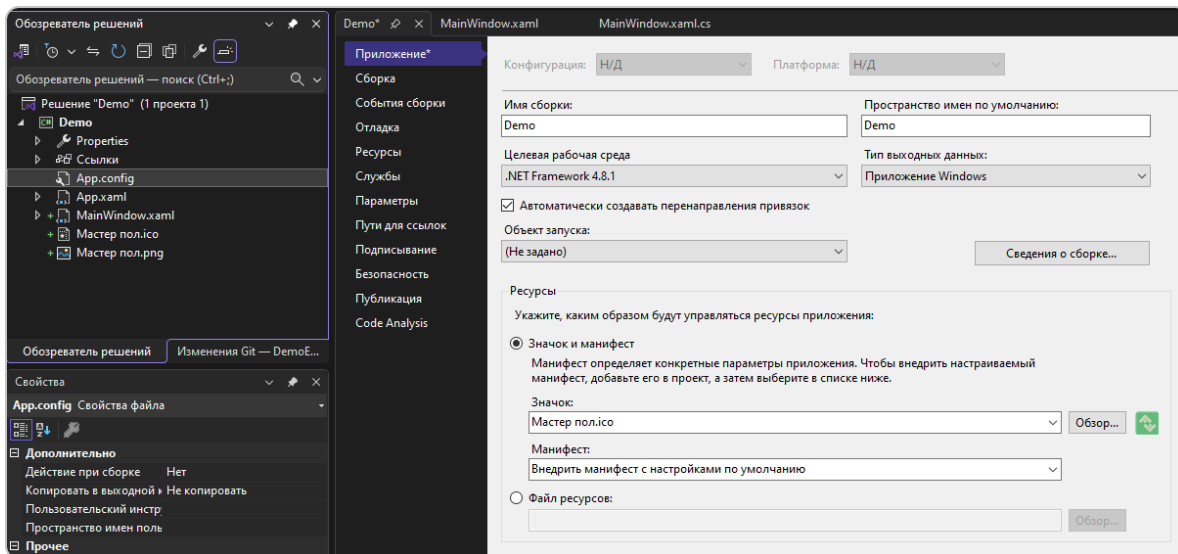 Обозреватель решений
Обозреватель решений — поиск (Ctrl+;)
Решение "Demo" (1 проекта 1)
C# Demo
Properties
Ссылки
App.config
App.xaml
+ MainWindow.xaml
+ Мастер пол.ico
+ Мастер пол.png
Обозреватель решений Изменения Git — DemoE...
Свойства
App.config Свойства файла
Дополнительно
Действие при сборке Нет
Копировать в выходной к Не копировать
Пользовательский инстр
Пространство имен поль
Прочее
Demo* MainWindow.xaml MainWindow.xaml.cs
Приложение*
Сборка
События сборки
Отладка
Ресурсы
Службы
Параметры
Пути для ссылок
Подписывание
Безопасность
Публикация
Code Analysis
Конфигурация: Н/Д Платформа: Н/Д
Имя сборки: Пространство имен по умолчанию:
Demo Demo
Целевая рабочая среда Тип выходных данных:
.NET Framework 4.8.1 Приложение Windows
Автоматически создавать перенаправления привязок
Объект запуска:
(Не задано) Сведения о сборке...
Ресурсы
Укажите, каким образом будут управляться ресурсы приложения:
Значок и манифест
Манифест определяет конкретные параметры приложения. Чтобы внедрить настраиваемый
манифест, добавьте его в проект, а затем выберите в списке ниже.
Значок:
Мастер пол.ico Обзор...
Манифест:
Внедрить манифест с настройками по умолчанию
Файл ресурсов:
Обзор...